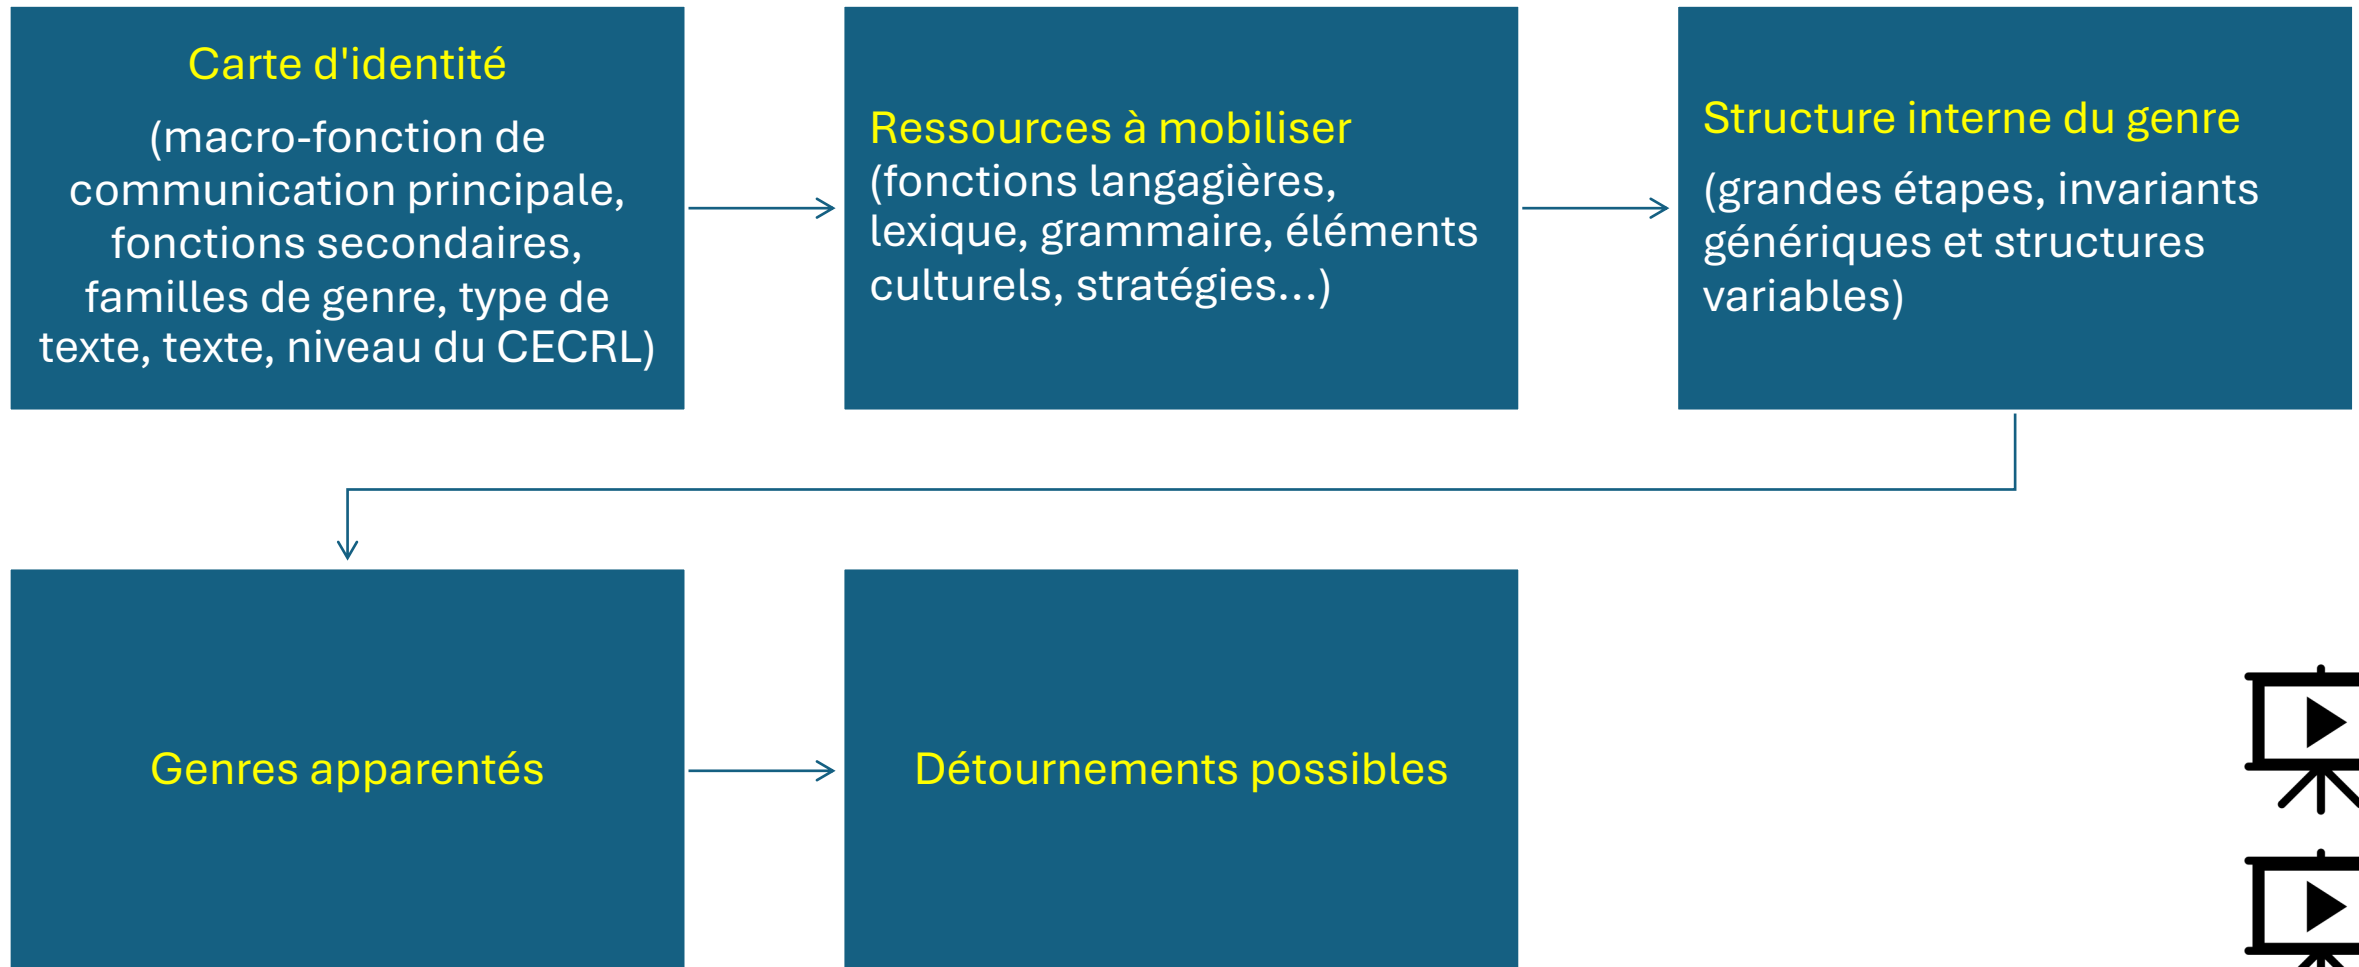 Carte d'identité
(macro-fonction de
communication principale,
fonctions secondaires,
familles de genre, type de
texte, texte, niveau du CECRL)
Ressources à mobiliser
(fonctions langagières,
lexique, grammaire, éléments
culturels, stratégies...)
Structure interne du genre
(grandes étapes, invariants
génériques et structures
variables)
Genres apparentés
Détournements possibles